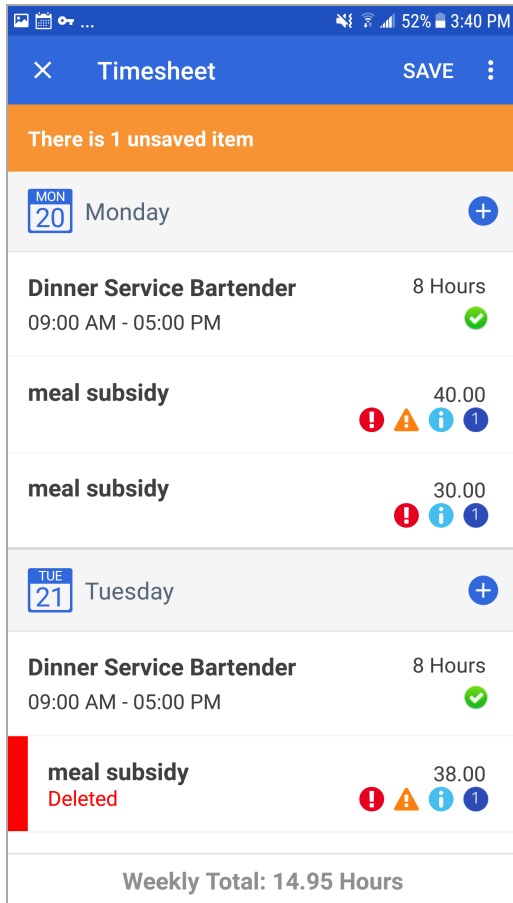 ... 52% 3:40 PM
Timesheet SAVE
There is 1 unsaved item
MON
20 Monday
Dinner Service Bartender 8 Hours
09:00 AM - 05:00 PM
meal subsidy 40.00
1
meal subsidy 30.00
1
TUE
21 Tuesday
Dinner Service Bartender 8 Hours
09:00 AM - 05:00 PM
meal subsidy 38.00
Deleted 1
Weekly Total: 14.95 Hours